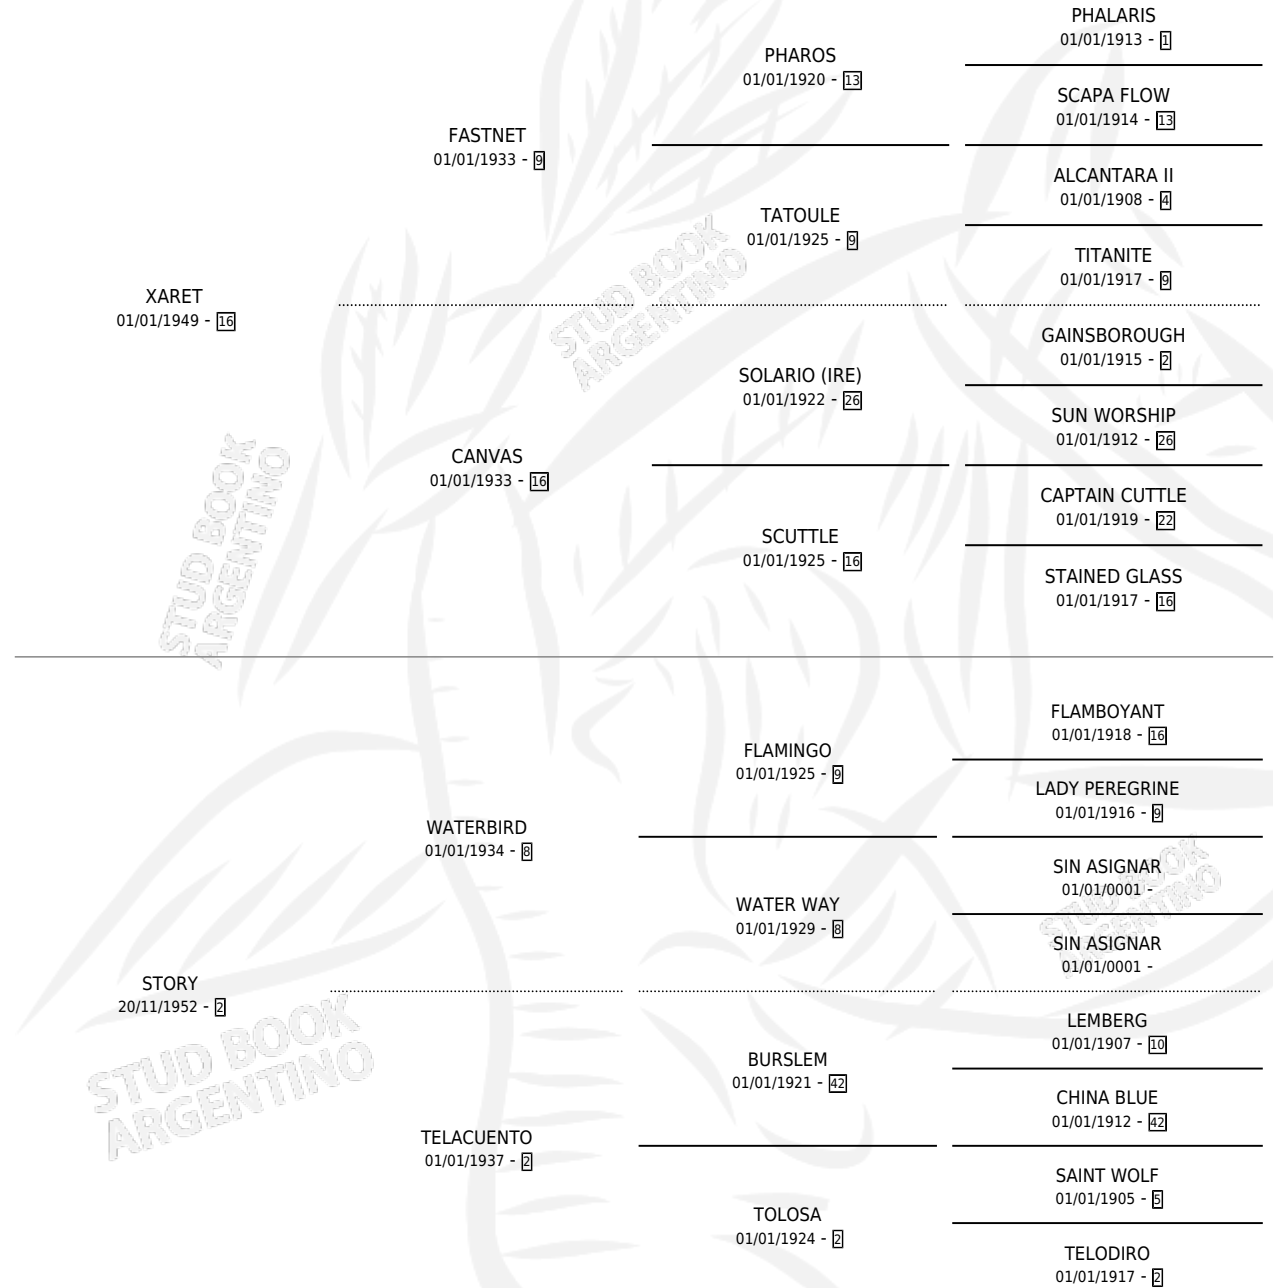 PHALARIS
01/01/1913 - 1
PHAROS
01/01/1920 - 13
SCAPA FLOW
01/01/1914 - 13
FASTNET
01/01/1933 - 9
ALCANTARA II
01/01/1908 - 4
TATOULE
01/01/1925 - 9
TITANITE
01/01/1917 - 9
XARET
01/01/1949 - 16
GAINSBOROUGH
01/01/1915 - 2
SOLARIO (IRE)
01/01/1922 - 26
SUN WORSHIP
01/01/1912 - 26
CANVAS
01/01/1933 - 16
CAPTAIN CUTTLE
01/01/1919 - 22
SCUTTLE
01/01/1925 - 16
STAINED GLASS
01/01/1917 - 16
FLAMBOYANT
01/01/1918 - 16
FLAMINGO
01/01/1925 - 9
LADY PEREGRINE
01/01/1916 - 9
WATERBIRD
01/01/1934 - 8
SIN ASIGNAR
01/01/0001 -
WATER WAY
01/01/1929 - 8
SIN ASIGNAR
01/01/0001 -
STORY
20/11/1952 - 2
LEMBERG
01/01/1907 - 10
BURSLEM
01/01/1921 - 42
CHINA BLUE
01/01/1912 - 42
TELACUENTO
01/01/1937 - 2
SAINT WOLF
01/01/1905 - 5
TOLOSA
01/01/1924 - 2
TELODIRO
01/01/1917 - 2
STUD BOOK
ARGENTINO
STUD BOOK
ARGENTINO
STUD BOOK
ARGENTINO
STUD BOOK
ARGENTINO